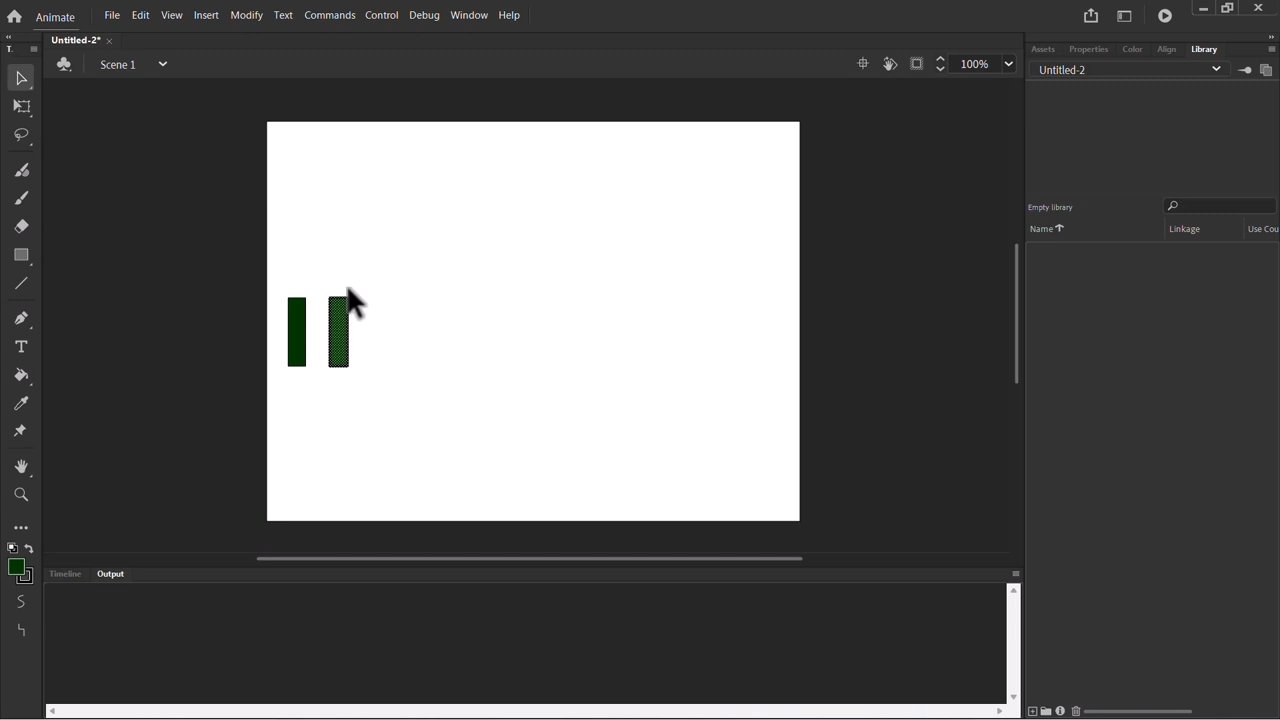 Animate
File Edit View Insert Modify Text Commands Control Debug Window Help
Untitled-2*
T.
Assets Properties Color Align Library
Scene 1
100%
Untitled-2
Empty library
Name Linkage Use Cou
Timeline Output